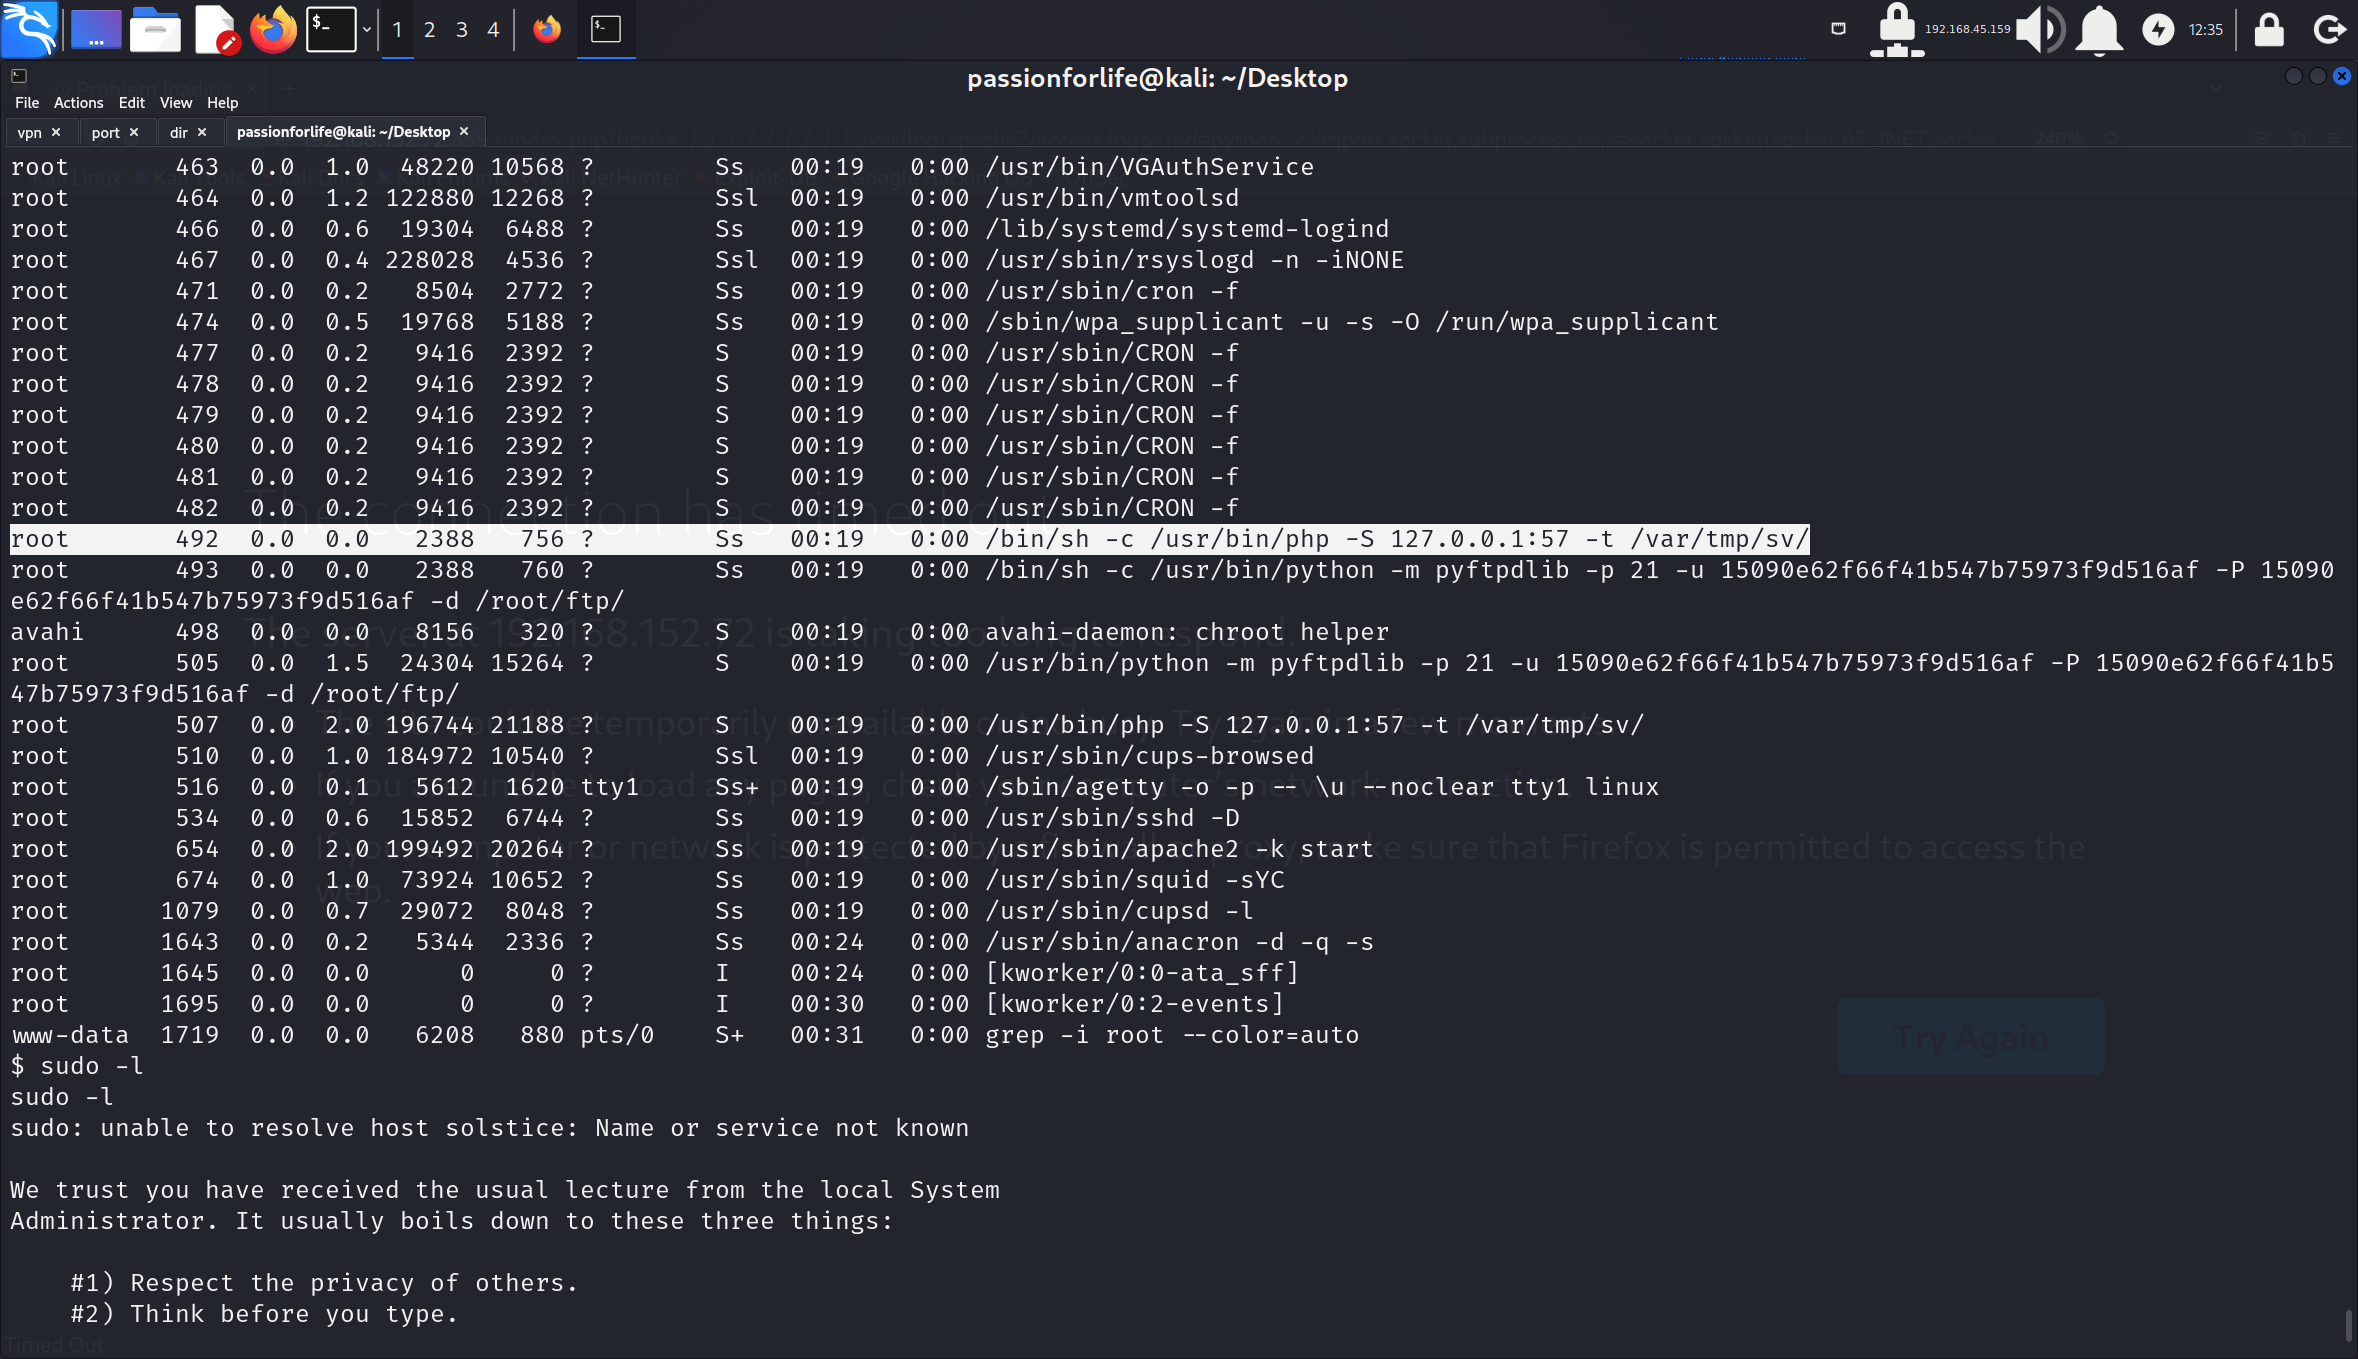 $_
1
2
3
4
$_
192.168.45.159
12:35
passionforlife@kali: ~/Desktop
File Actions Edit View Help
vpn × port × dir × passionforlife@kali: ~/Desktop ×
240%
root 463 0.0 1.0 48220 10568 ? Ss 00:19 0:00 /usr/bin/VGAuthService
root 464 0.0 1.2 122880 12268 ? Ssl 00:19 0:00 /usr/bin/vmtoolsd
root 466 0.0 0.6 19304 6488 ? Ss 00:19 0:00 /lib/systemd/systemd-logind
root 467 0.0 0.4 228028 4536 ? Ssl 00:19 0:00 /usr/sbin/rsyslogd -n -iNONE
root 471 0.0 0.2 8504 2772 ? Ss 00:19 0:00 /usr/sbin/cron -f
root 474 0.0 0.5 19768 5188 ? Ss 00:19 0:00 /sbin/wpa_supplicant -u -s -O /run/wpa_supplicant
root 477 0.0 0.2 9416 2392 ? S 00:19 0:00 /usr/sbin/CRON -f
root 478 0.0 0.2 9416 2392 ? S 00:19 0:00 /usr/sbin/CRON -f
root 479 0.0 0.2 9416 2392 ? S 00:19 0:00 /usr/sbin/CRON -f
root 480 0.0 0.2 9416 2392 ? S 00:19 0:00 /usr/sbin/CRON -f
root 481 0.0 0.2 9416 2392 ? S 00:19 0:00 /usr/sbin/CRON -f
root 482 0.0 0.2 9416 2392 ? S 00:19 0:00 /usr/sbin/CRON -f
root 492 0.0 0.0 2388 756 ? Ss 00:19 0:00 /bin/sh -c /usr/bin/php -S 127.0.0.1:57 -t /var/tmp/sv/
root 493 0.0 0.0 2388 760 ? Ss 00:19 0:00 /bin/sh -c /usr/bin/python -m pyftpdlib -p 21 -u 15090e62f66f41b547b75973f9d516af -P 15090
e62f66f41b547b75973f9d516af -d /root/ftp/
avahi 498 0.0 0.0 8156 320 ? S 00:19 0:00 avahi-daemon: chroot helper
root 505 0.0 1.5 24304 15264 ? S 00:19 0:00 /usr/bin/python -m pyftpdlib -p 21 -u 15090e62f66f41b547b75973f9d516af -P 15090e62f66f41b5
47b75973f9d516af -d /root/ftp/
root 507 0.0 2.0 196744 21188 ? S 00:19 0:00 /usr/bin/php -S 127.0.0.1:57 -t /var/tmp/sv/
root 510 0.0 1.0 184972 10540 ? Ssl 00:19 0:00 /usr/sbin/cups-browsed
root 516 0.0 0.1 5612 1620 tty1 Ss+ 00:19 0:00 /sbin/agetty -o -p -- \u --noclear tty1 linux
root 534 0.0 0.6 15852 6744 ? Ss 00:19 0:00 /usr/sbin/sshd -D
root 654 0.0 2.0 199492 20264 ? Ss 00:19 0:00 /usr/sbin/apache2 -k start
root 674 0.0 1.0 73924 10652 ? Ss 00:19 0:00 /usr/sbin/squid -sYC
root 1079 0.0 0.7 29072 8048 ? Ss 00:19 0:00 /usr/sbin/cupsd -l
root 1643 0.0 0.2 5344 2336 ? Ss 00:24 0:00 /usr/sbin/anacron -d -q -s
root 1645 0.0 0.0 0 0 ? I 00:24 0:00 [kworker/0:0-ata_sff]
root 1695 0.0 0.0 0 0 ? I 00:30 0:00 [kworker/0:2-events]
www-data 1719 0.0 0.0 6208 880 pts/0 S+ 00:31 0:00 grep -i root --color=auto
Try Again
$ sudo -l
sudo -l
sudo: unable to resolve host solstice: Name or service not known
We trust you have received the usual lecture from the local System
Administrator. It usually boils down to these three things:
#1) Respect the privacy of others.
#2) Think before you type.
Timed Out